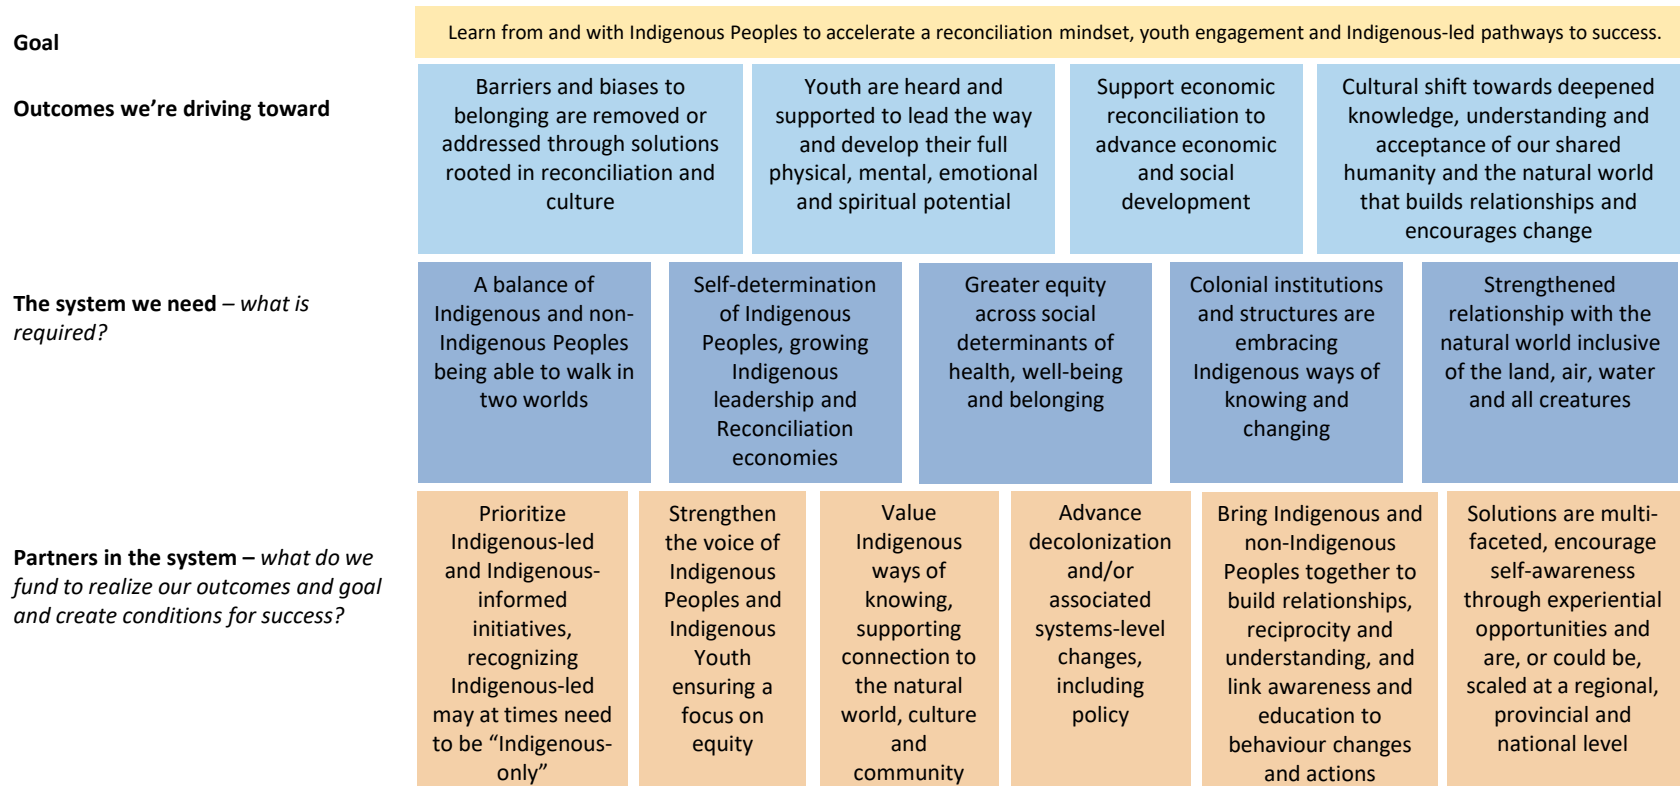 Goal
Learn from and with Indigenous Peoples to accelerate a reconciliation mindset, youth engagement and Indigenous-led pathways to success.
Outcomes we’re driving toward
Barriers and biases to
belonging are removed or
addressed through solutions
rooted in reconciliation and
culture
Youth are heard and
supported to lead the way
and develop their full
physical, mental, emotional
and spiritual potential
Support economic
reconciliation to
advance economic
and social
development
Cultural shift towards deepened
knowledge, understanding and
acceptance of our shared
humanity and the natural world
that builds relationships and
encourages change
The system we need – what is
required?
A balance of
Indigenous and non-
Indigenous Peoples
being able to walk in
two worlds
Self-determination
of Indigenous
Peoples, growing
Indigenous
leadership and
Reconciliation
economies
Greater equity
across social
determinants of
health, well-being
and belonging
Colonial institutions
and structures are
embracing
Indigenous ways of
knowing and
changing
Strengthened
relationship with the
natural world inclusive
of the land, air, water
and all creatures
Partners in the system – what do we
fund to realize our outcomes and goal
and create conditions for success?
Prioritize
Indigenous-led
and Indigenous-
informed
initiatives,
recognizing
Indigenous-led
may at times need
to be “Indigenous-
only”
Strengthen
the voice of
Indigenous
Peoples and
Indigenous
Youth
ensuring a
focus on
equity
Value
Indigenous
ways of
knowing,
supporting
connection to
the natural
world, culture
and
community
Advance
decolonization
and/or
associated
systems-level
changes,
including
policy
Bring Indigenous and
non-Indigenous
Peoples together to
build relationships,
reciprocity and
understanding, and
link awareness and
education to
behaviour changes
and actions
Solutions are multi-
faceted, encourage
self-awareness
through experiential
opportunities and
are, or could be,
scaled at a regional,
provincial and
national level